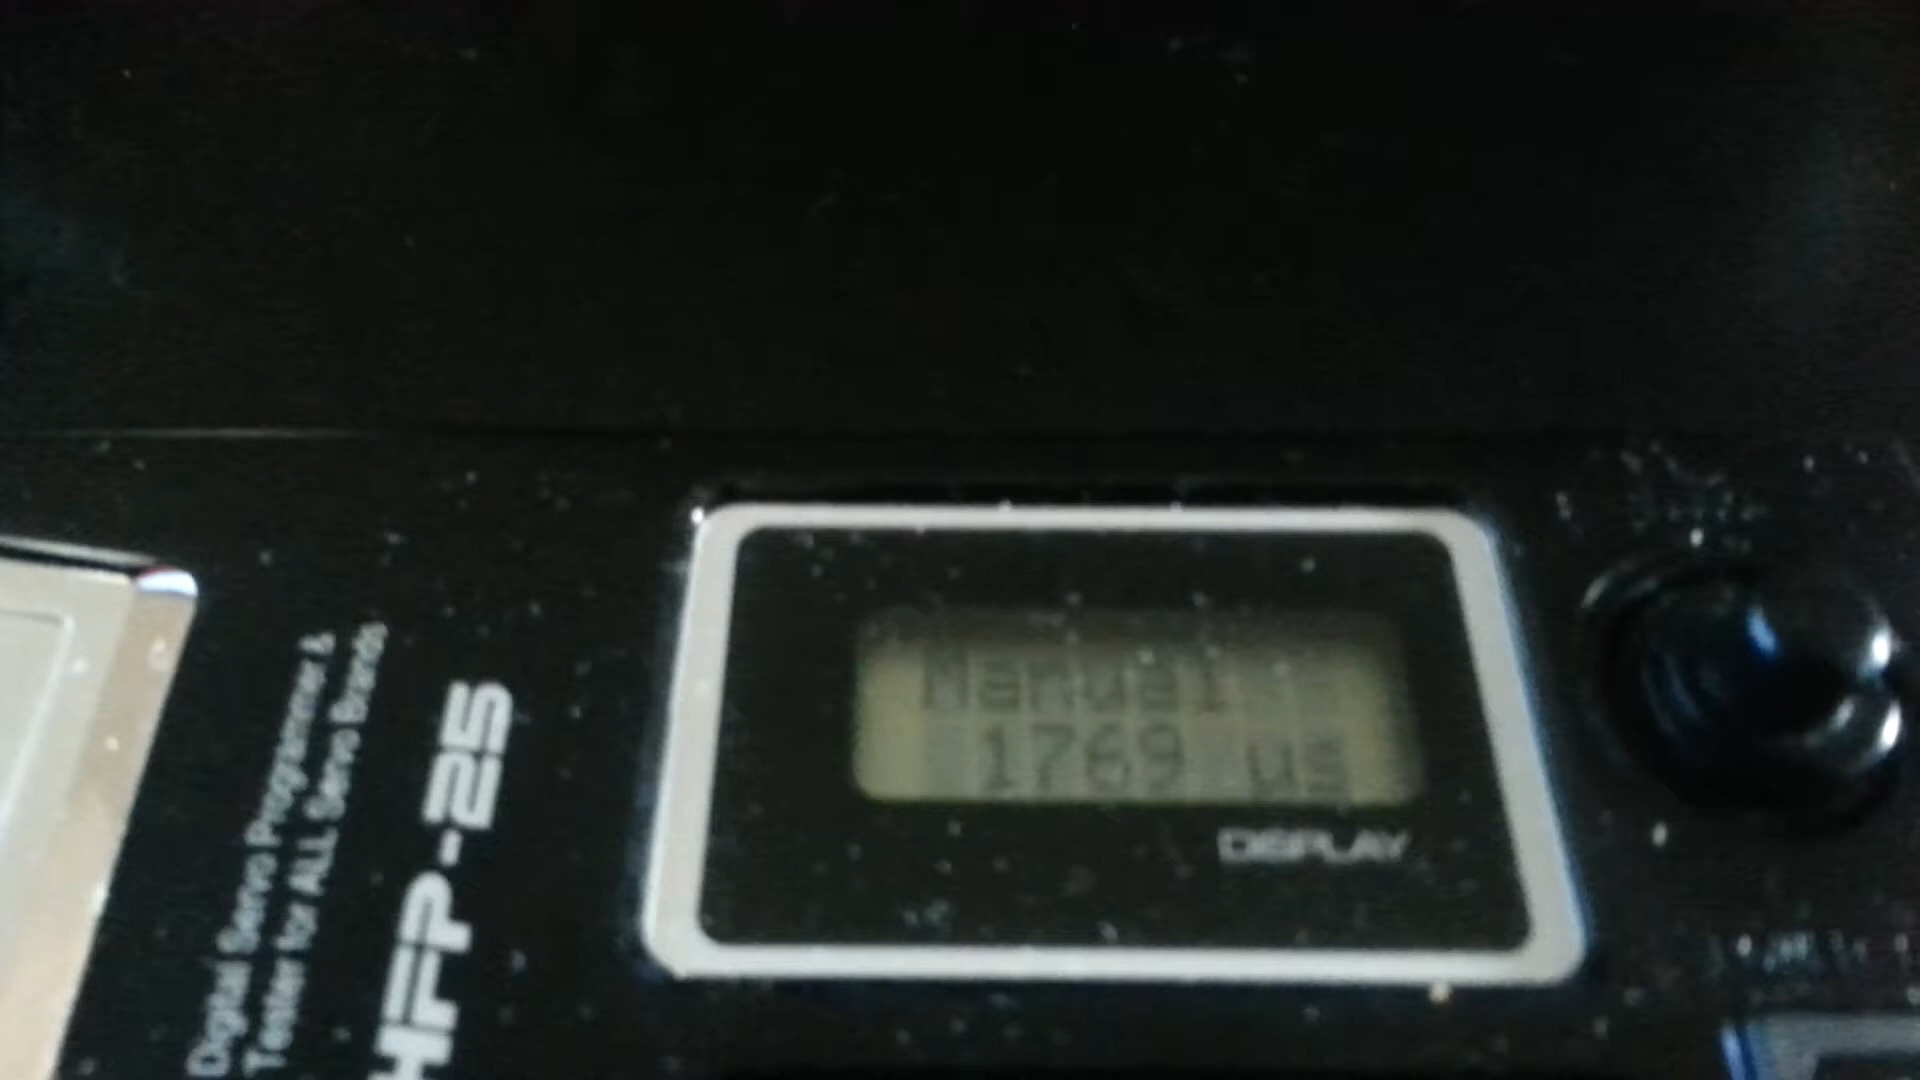 Digital Servo Programmer &
Tester for ALL Servo Brands
HFP-25
Manual
1769 us
DISPLAY